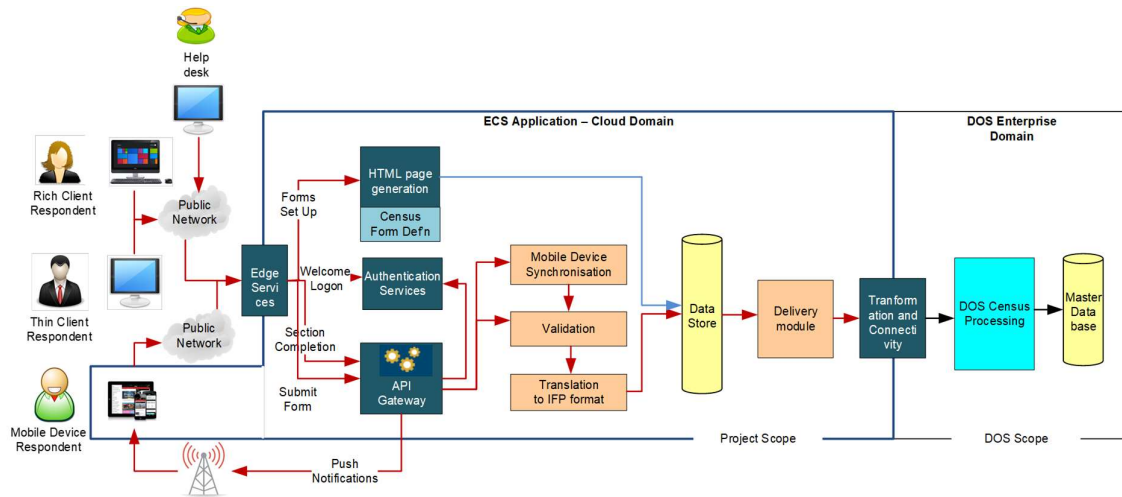 Help
desk
ECS Application – Cloud Domain
DOS Enterprise
Domain
Rich Client
Respondent
Public
Network
Forms
Set Up
HTML page
generation
Census
Form Def'n
Thin Client
Respondent
Edge
Servi
ces
Welcome
Logon
Authentication
Services
Mobile Device
Synchronisation
Data
Store
Delivery
module
Tranform
ation and
Connecti
vity
DOS Census
Processing
Master
Data
base
Public
Network
Section
Completion
Validation
Submit
Form
API
Gateway
Translation
to IFP format
Mobile Device
Respondent
Project Scope
DOS Scope
Push
Notifications